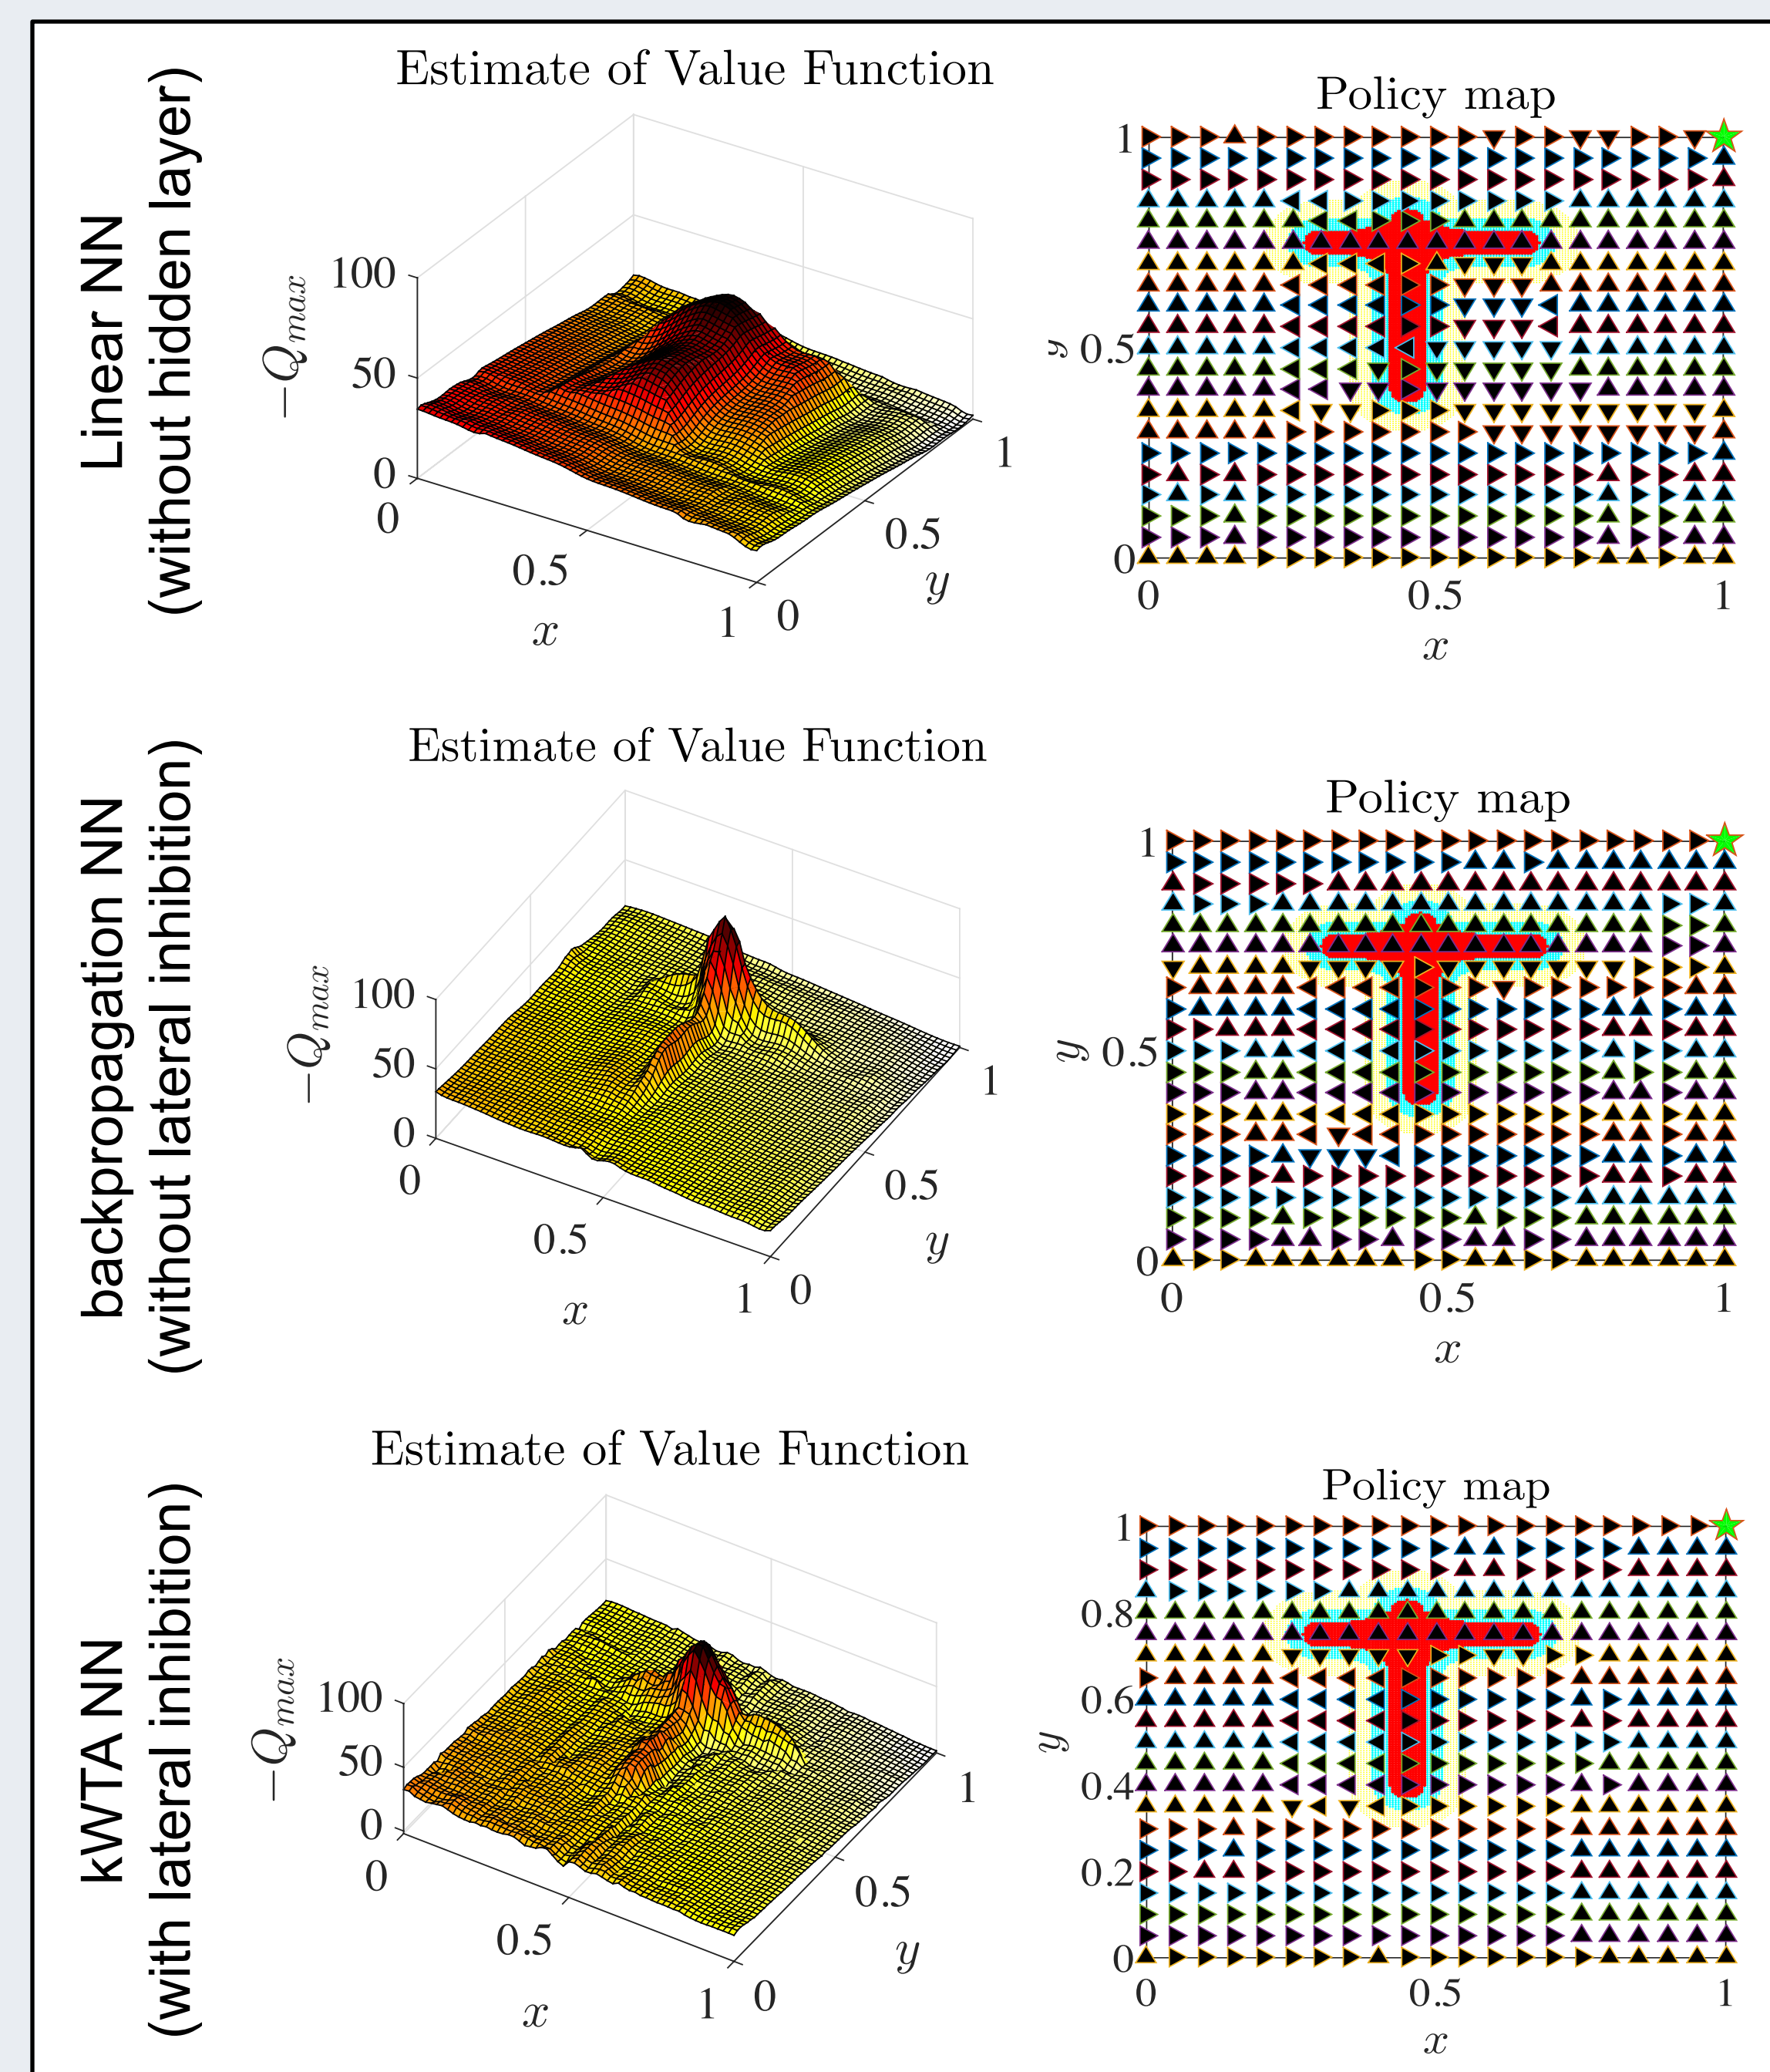 Linear NN
(without hidden layer)
Estimate of Value Function
−Qmax
100
50
0
0
0.5
1
x
0
0.5
1
y
Policy map
1
0.5
0
y
0
0.5
1
x
backpropagation NN
(without lateral inhibition)
Estimate of Value Function
−Qmax
100
50
0
0
0.5
1
x
0
0.5
1
y
Policy map
1
0.5
0
y
0
0.5
1
x
kWTA NN
(with lateral inhibition)
Estimate of Value Function
−Qmax
100
50
0
0
0.5
1
x
0
0.5
1
y
Policy map
1
0.8
0.6
0.4
0.2
0
y
0
0.5
1
x